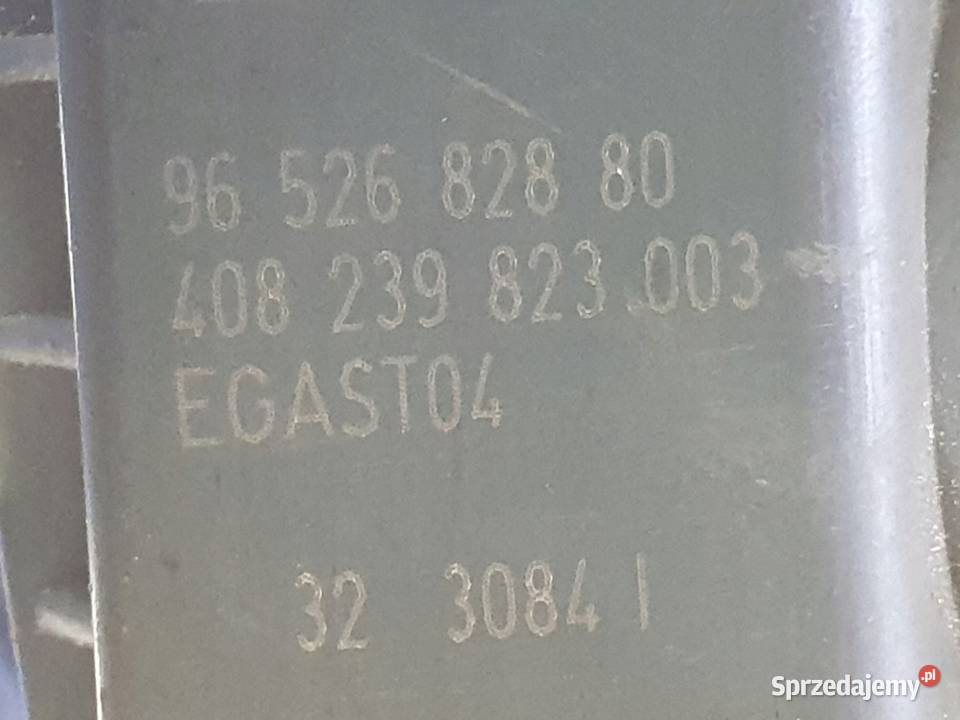 96 526 828 80
408 239 823 003
EGAST04
32 3084 I
Sprzedajemy.pl